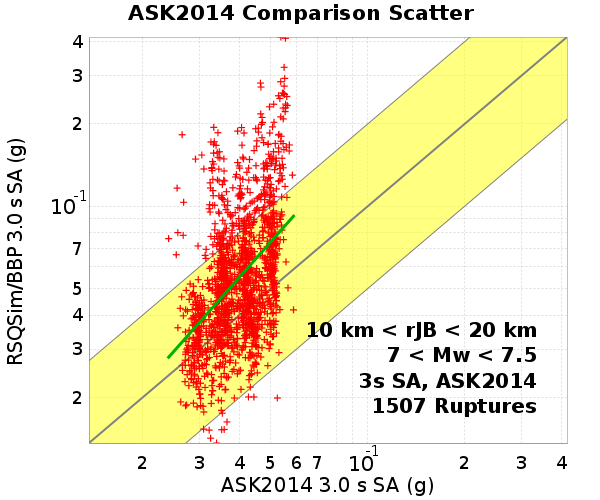 ASK2014 Comparison Scatter
RSQSim/BBP 3.0 s SA (g)
4
3
2
10-1
7
5
4
3
2
10 km < rJB < 20 km
7 < Mw < 7.5
3s SA, ASK2014
1507 Ruptures
2 3 4 5 6 7 10-1 2 3 4
ASK2014 3.0 s SA (g)